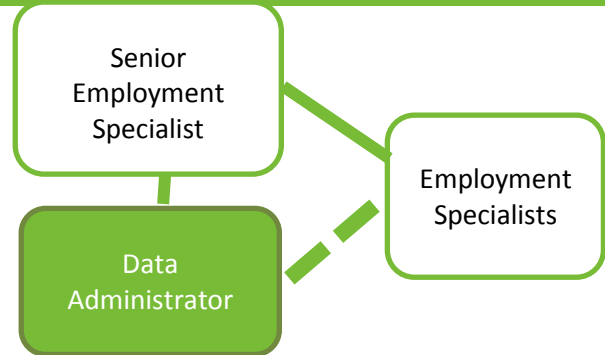 Senior
Employment
Specialist
Employment
Specialists
Data
Administrator